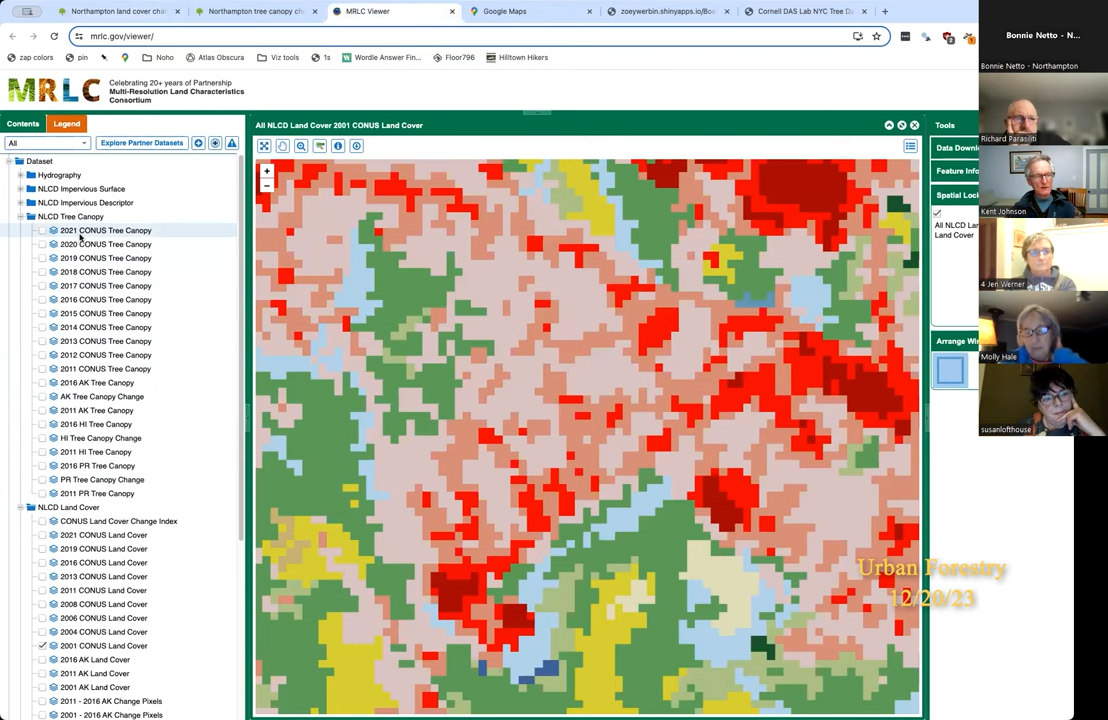 Northampton land cover chan
Northampton tree canopy ch
MRLC Viewer
Google Maps
zoeywerbin.shinyapps.io/Bos
Cornell DAS Lab NYC Tree Da
mrlc.gov/viewer/
zap colors
pin
Noho
Atlas Obscura
Viz tools
1s
Wordle Answer Fin...
Floor796
Hilltown Hikers
MRLC
Celebrating 20+ years of Partnership
Multi-Resolution Land Characteristics
Consortium
Contents
Legend
All
Explore Partner Datasets
Dataset
Hydrography
NLCD Impervious Surface
NLCD Impervious Descriptor
NLCD Tree Canopy
2021 CONUS Tree Canopy
2020 CONUS Tree Canopy
2019 CONUS Tree Canopy
2018 CONUS Tree Canopy
2017 CONUS Tree Canopy
2016 CONUS Tree Canopy
2015 CONUS Tree Canopy
2014 CONUS Tree Canopy
2013 CONUS Tree Canopy
2012 CONUS Tree Canopy
2011 CONUS Tree Canopy
2016 AK Tree Canopy
AK Tree Canopy Change
2011 AK Tree Canopy
2016 HI Tree Canopy
HI Tree Canopy Change
2011 HI Tree Canopy
2016 PR Tree Canopy
PR Tree Canopy Change
2011 PR Tree Canopy
NLCD Land Cover
CONUS Land Cover Change Index
2021 CONUS Land Cover
2019 CONUS Land Cover
2016 CONUS Land Cover
2013 CONUS Land Cover
2011 CONUS Land Cover
2008 CONUS Land Cover
2006 CONUS Land Cover
2004 CONUS Land Cover
2001 CONUS Land Cover
2016 AK Land Cover
2011 AK Land Cover
2001 AK Land Cover
2011 - 2016 AK Change Pixels
2001 - 2016 AK Change Pixels
All NLCD Land Cover 2001 CONUS Land Cover
+
−
Tools
Data Downl
Feature Info
Spatial Lock
All NLCD Lan
Land Cover
Arrange Win
Bonnie Netto - N...
Bonnie Netto - Northampton
Richard Parasiliti
Kent Johnson
4 Jen Werner
Molly Hale
susanlofthouse
Urban Forestry
12/20/23